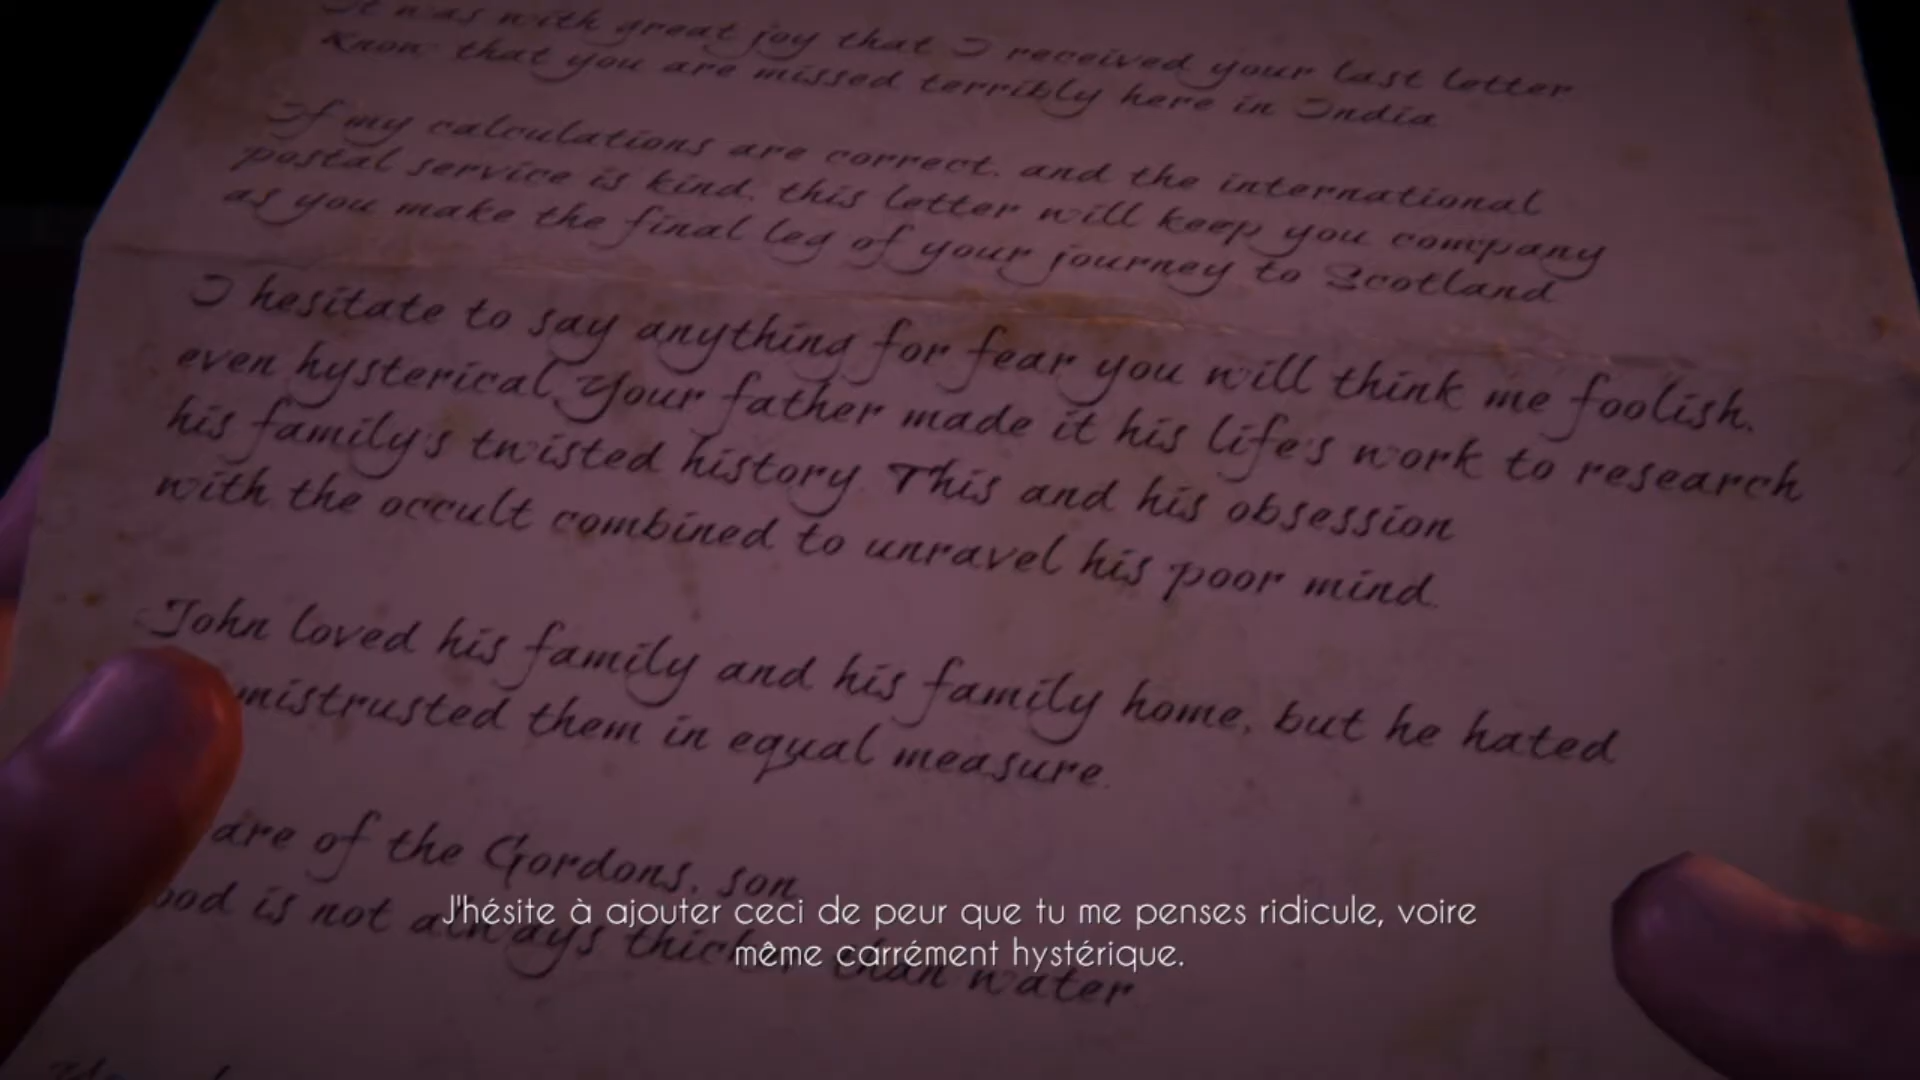 It was with great joy that I received your last letter
Know that you are missed terribly here in India
If my calculations are correct, and the international
postal service is kind, this letter will keep you company
as you make the final leg of your journey to Scotland
I hesitate to say anything for fear you will think me foolish,
even hysterical. Your father made it his life's work to research
his family's twisted history. This and his obsession
with the occult combined to unravel his poor mind.
John loved his family and his family home, but he hated
mistrusted them in equal measure.
are of the Gordons, son
ood is not always thicker than water
J'hésite à ajouter ceci de peur que tu me penses ridicule, voire
même carrément hystérique.